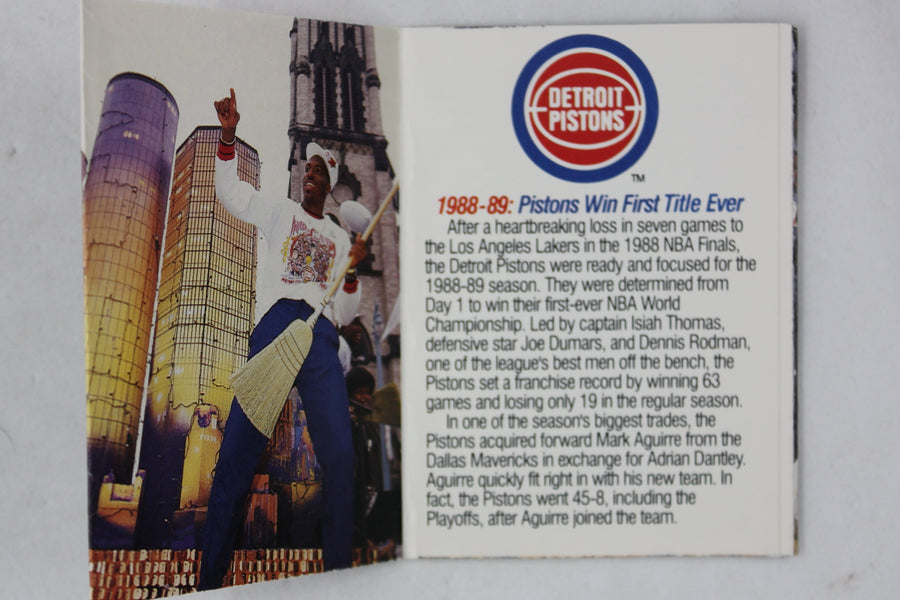 DETROIT
PISTONS
TM
1988-89: Pistons Win First Title Ever
After a heartbreaking loss in seven games to
the Los Angeles Lakers in the 1988 NBA Finals,
the Detroit Pistons were ready and focused for the
1988-89 season. They were determined from
Day 1 to win their first-ever NBA World
Championship. Led by captain Isiah Thomas,
defensive star Joe Dumars, and Dennis Rodman,
one of the league's best men off the bench, the
Pistons set a franchise record by winning 63
games and losing only 19 in the regular season.
In one of the season's biggest trades, the
Pistons acquired forward Mark Aguirre from the
Dallas Mavericks in exchange for Adrian Dantley.
Aguirre quickly fit right in with his new team. In
fact, the Pistons went 45-8, including the
Playoffs, after Aguirre joined the team.